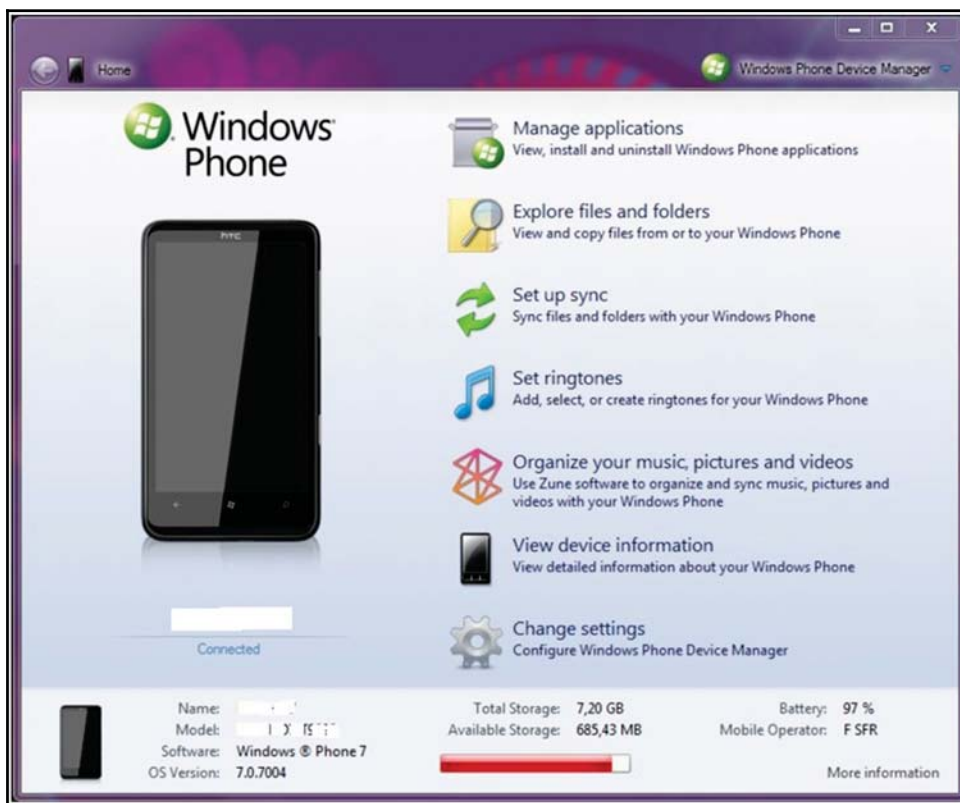 Home
Windows Phone Device Manager
Windows
Phone
hTC
Connected
Manage applications
View, install and uninstall Windows Phone applications
Explore files and folders
View and copy files from or to your Windows Phone
Set up sync
Sync files and folders with your Windows Phone
Set ringtones
Add, select, or create ringtones for your Windows Phone
Organize your music, pictures and videos
Use Zune software to organize and sync music, pictures and
videos with your Windows Phone
View device information
View detailed information about your Windows Phone
Change settings
Configure Windows Phone Device Manager
Name:
Model:
Software: Windows ® Phone 7
OS Version: 7.0.7004
Total Storage: 7,20 GB
Available Storage: 685,43 MB
Battery: 97 %
Mobile Operator: F SFR
More information